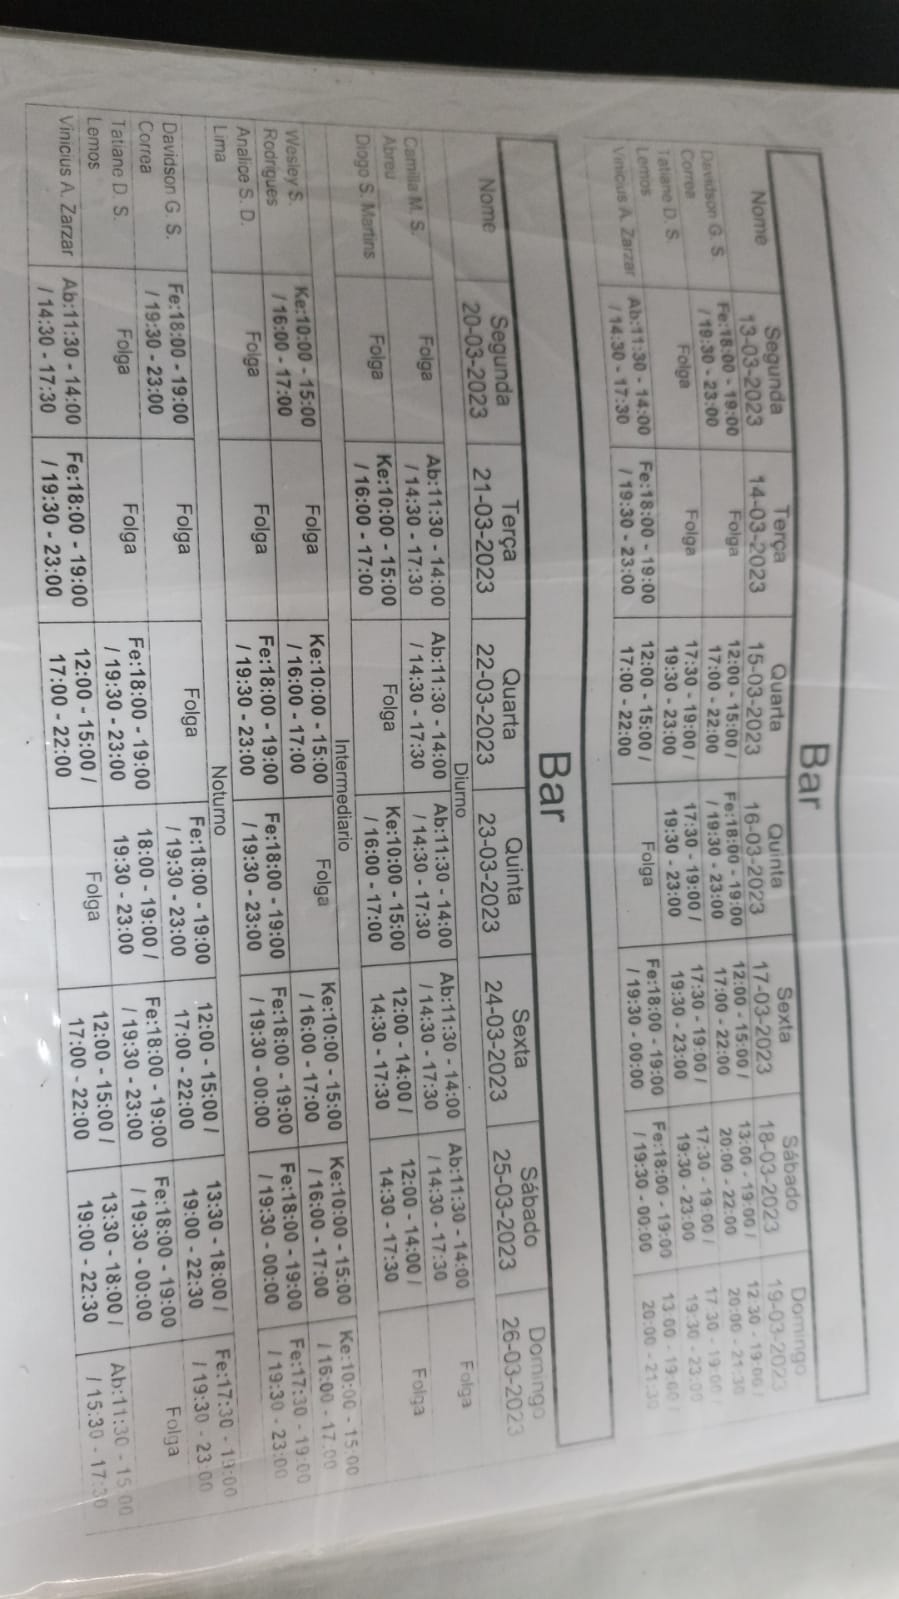 Bar
Nome Segunda Terça Quarta Quinta Sexta Sábado Domingo
13-03-2023 14-03-2023 15-03-2023 16-03-2023 17-03-2023 18-03-2023 19-03-2023
Davidson G. S. Fe:18:00 - 19:00 Folga 12:00 - 15:00 / Fe:18:00 - 19:00 12:00 - 15:00 / 13:00 - 19:00 / 12:30 - 19:00 /
Correa / 19:30 - 23:00 17:00 - 22:00 / 19:30 - 23:00 17:00 - 22:00 20:00 - 22:00 20:00 - 21:30
Tatiane D. S. Folga Folga 17:30 - 19:00 / 17:30 - 19:00 / 17:30 - 19:00 / 17:30 - 19:00 / 17:30 - 19:00 /
Lemos 19:30 - 23:00 19:30 - 23:00 19:30 - 23:00 19:30 - 23:00 19:30 - 23:00
Vinicius A. Zarzar Ab:11:30 - 14:00 Fe:18:00 - 19:00 12:00 - 15:00 / Folga Fe:18:00 - 19:00 Fe:18:00 - 19:00 13:00 - 19:00 /
/ 14:30 - 17:30 / 19:30 - 23:00 17:00 - 22:00 / 19:30 - 00:00 / 19:30 - 00:00 20:00 - 21:30
Bar
Nome Segunda Terça Quarta Quinta Sexta Sábado Domingo
20-03-2023 21-03-2023 22-03-2023 23-03-2023 24-03-2023 25-03-2023 26-03-2023
Diurno
Camilla M. S. Folga Ab:11:30 - 14:00 Ab:11:30 - 14:00 Ab:11:30 - 14:00 Ab:11:30 - 14:00 Ab:11:30 - 14:00 Folga
Abreu / 14:30 - 17:30 / 14:30 - 17:30 / 14:30 - 17:30 / 14:30 - 17:30 / 14:30 - 17:30
Diogo S. Martins Folga Ke:10:00 - 15:00 Folga Ke:10:00 - 15:00 12:00 - 14:00 / 12:00 - 14:00 / Folga
/ 16:00 - 17:00 / 16:00 - 17:00 14:30 - 17:30 14:30 - 17:30
Intermediario
Wesley S. Ke:10:00 - 15:00 Folga Ke:10:00 - 15:00 Folga Ke:10:00 - 15:00 Ke:10:00 - 15:00 Ke:10:00 - 15:00
Rodrigues / 16:00 - 17:00 / 16:00 - 17:00 / 16:00 - 17:00 / 16:00 - 17:00 / 16:00 - 17:00
Analice S. D. Folga Folga Fe:18:00 - 19:00 Fe:18:00 - 19:00 Fe:18:00 - 19:00 Fe:18:00 - 19:00 Fe:17:30 - 19:00
Lima / 19:30 - 23:00 / 19:30 - 23:00 / 19:30 - 00:00 / 19:30 - 00:00 / 19:30 - 23:00
Noturno
Davidson G. S. Fe:18:00 - 19:00 Folga Folga Fe:18:00 - 19:00 12:00 - 15:00 / 13:30 - 18:00 / Fe:17:30 - 19:00
Correa / 19:30 - 23:00 / 19:30 - 23:00 17:00 - 22:00 19:00 - 22:30 / 19:30 - 23:00
Tatiane D. S. Folga Folga Fe:18:00 - 19:00 18:00 - 19:00 / Fe:18:00 - 19:00 Fe:18:00 - 19:00 Folga
Lemos / 19:30 - 23:00 19:30 - 23:00 / 19:30 - 23:00 / 19:30 - 00:00
Vinicius A. Zarzar Ab:11:30 - 14:00 Fe:18:00 - 19:00 12:00 - 15:00 / Folga 12:00 - 15:00 / 13:30 - 18:00 / Ab:11:30 - 15:00
/ 14:30 - 17:30 / 19:30 - 23:00 17:00 - 22:00 17:00 - 22:00 19:00 - 22:30 / 15:30 - 17:30